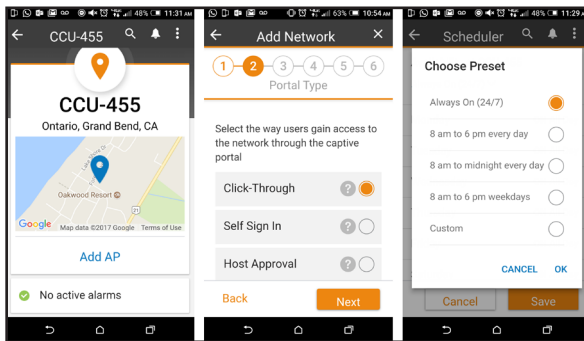 48% 11:31 AM
CCU-455
CCU-455
Ontario, Grand Bend, CA
Lake Shore Dr
Oakwood Resort
21
Google Map data ©2017 Google Terms of Use
Add AP
No active alarms
63% 10:54 AM
Add Network ×
1 2 3 4 5 6
Portal Type
Select the way users gain access to
the network through the captive
portal
Click-Through ?
Self Sign In ?
Host Approval ?
Back Next
48% 11:29 AM
Scheduler
Choose Preset
Always On (24/7)
8 am to 6 pm every day
8 am to midnight every day
8 am to 6 pm weekdays
Custom
CANCEL OK
Cancel Save